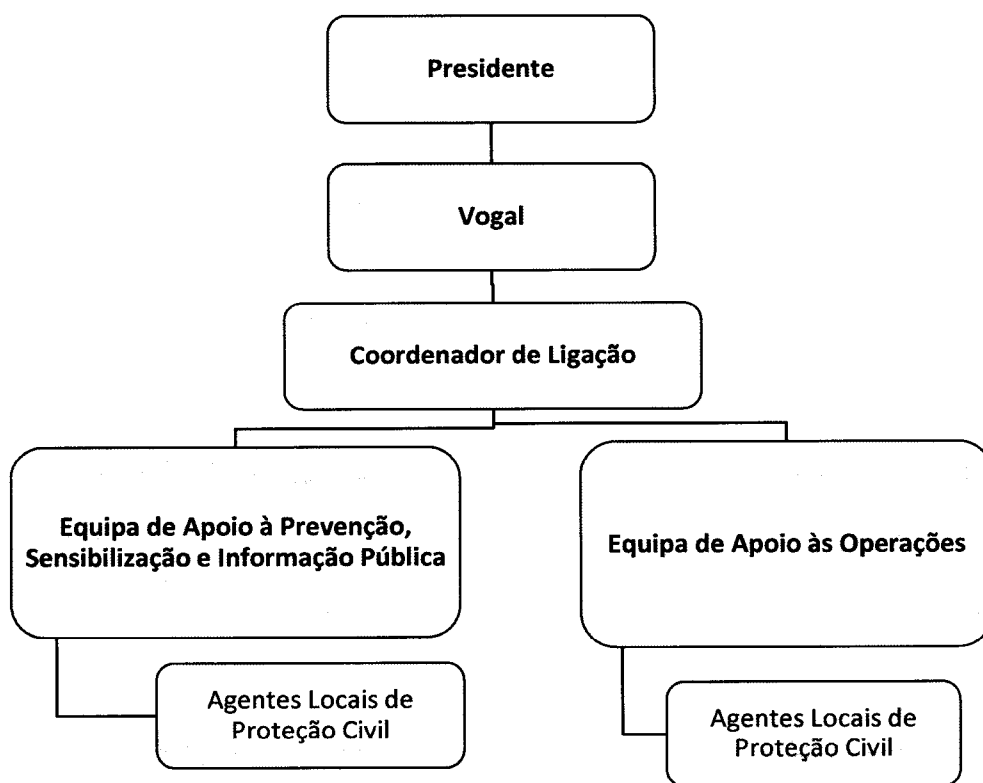 Presidente
Vogal
Coordenador de Ligação
Equipa de Apoio à Prevenção,
Sensibilização e Informação Pública
Equipa de Apoio às Operações
Agentes Locais de
Proteção Civil
Agentes Locais de
Proteção Civil